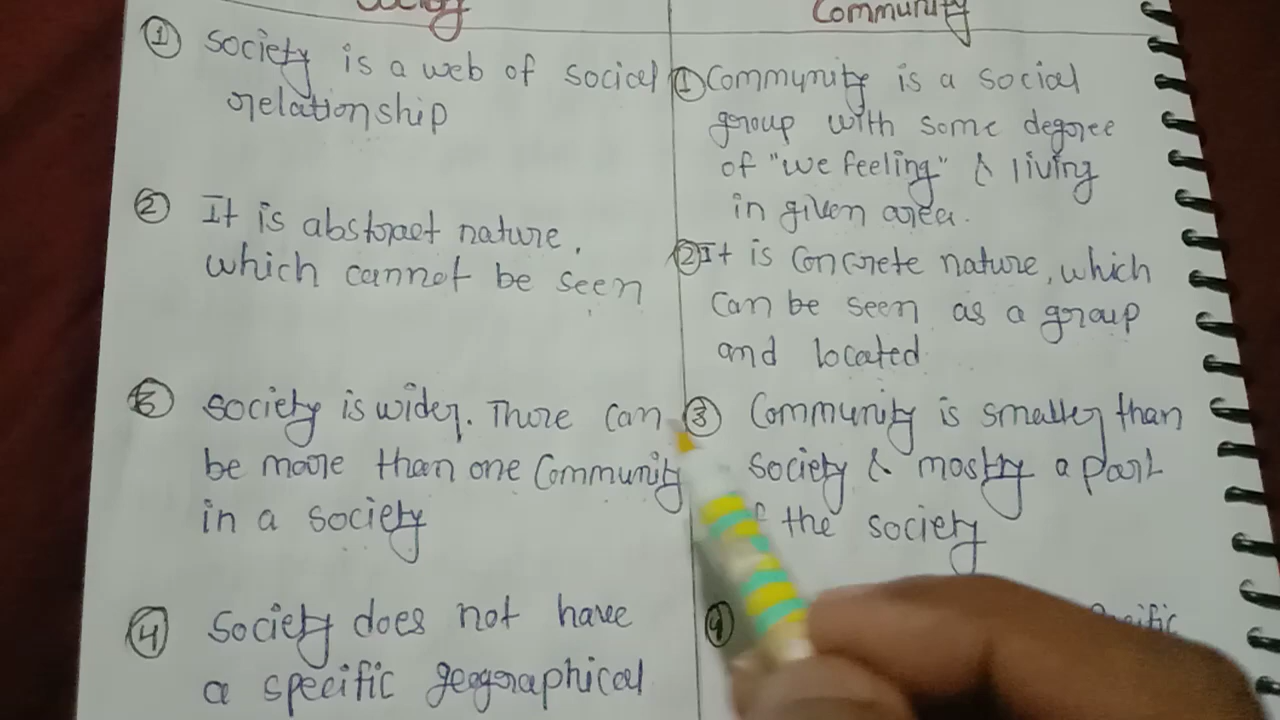 Society
① Society is a web of social
relationship
② It is abstract nature.
which cannot be seen
③ Society is wider. There can
be more than one Community
in a society
④ Society does not have
a specific geographical
Community
① Community is a social
group with some degree
of "we feeling" & living
in given area.
② It is Concrete nature, which
can be seen as a group
and located
③ Community is smaller than
society & mostly a part
the society
④